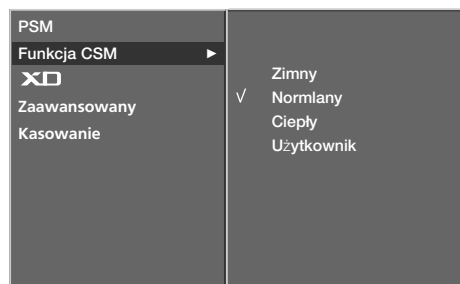 PSM
Funkcja CSM ►
XD
Zaawansowany
Kasowanie
Zimny
√ Normlany
Ciepły
Użytkownik